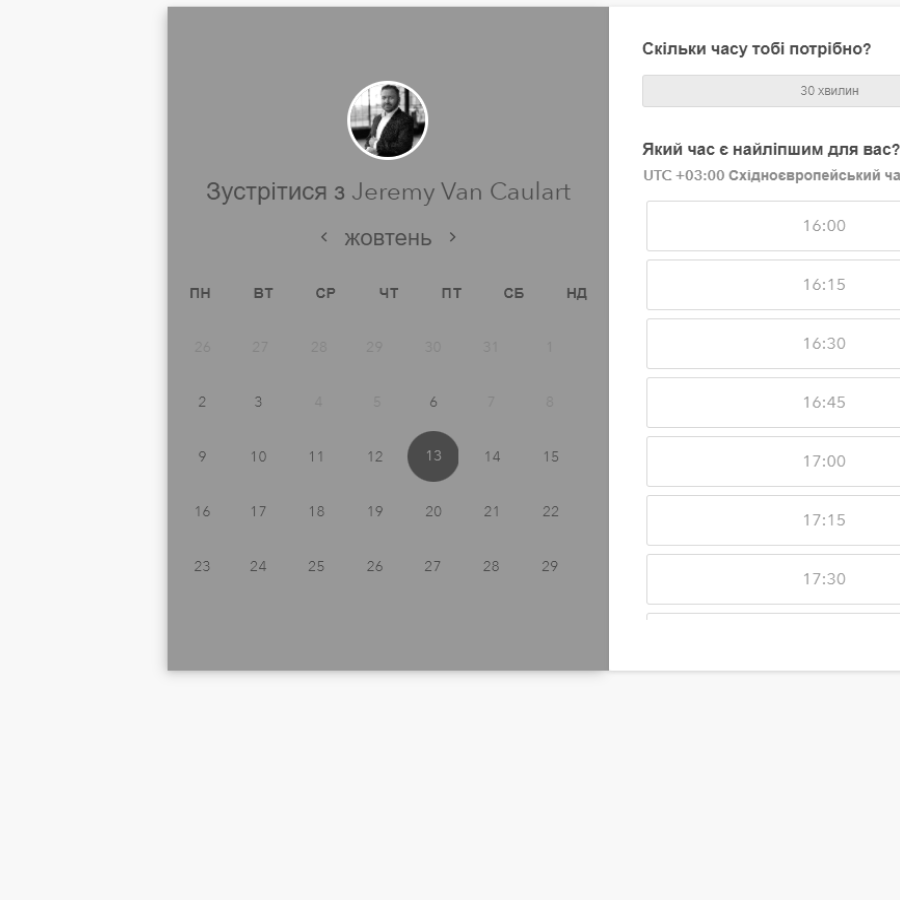 Зустрітися з Jeremy Van Caulart
жовтень
ПН ВТ СР ЧТ ПТ СБ НД
26 27 28 29 30 31 1
2 3 4 5 6 7 8
9 10 11 12 13 14 15
16 17 18 19 20 21 22
23 24 25 26 27 28 29
Скільки часу тобі потрібно?
30 хвилин
Який час є найліпшим для вас?
UTC +03:00 Східноєвропейський ча
16:00
16:15
16:30
16:45
17:00
17:15
17:30